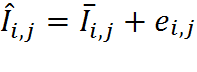 Î_{i,j} = Ī_{i,j} + e_{i,j}